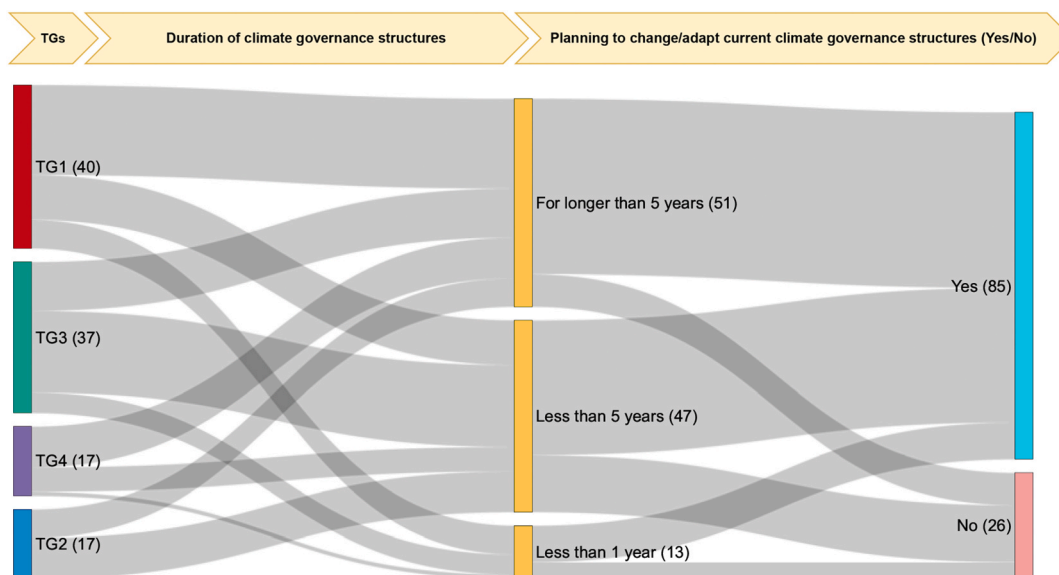 TGs
Duration of climate governance structures
Planning to change/adapt current climate governance structures (Yes/No)
TG1 (40)
For longer than 5 years (51)
Yes (85)
TG3 (37)
Less than 5 years (47)
TG4 (17)
No (26)
TG2 (17)
Less than 1 year (13)